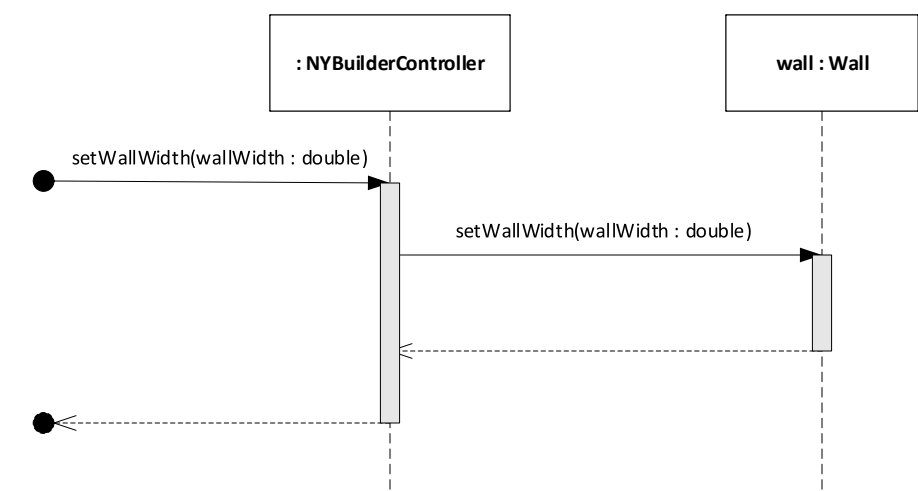 : NYBuilderController
wall : Wall
setWallWidth(wallWidth : double)
setWallWidth(wallWidth : double)